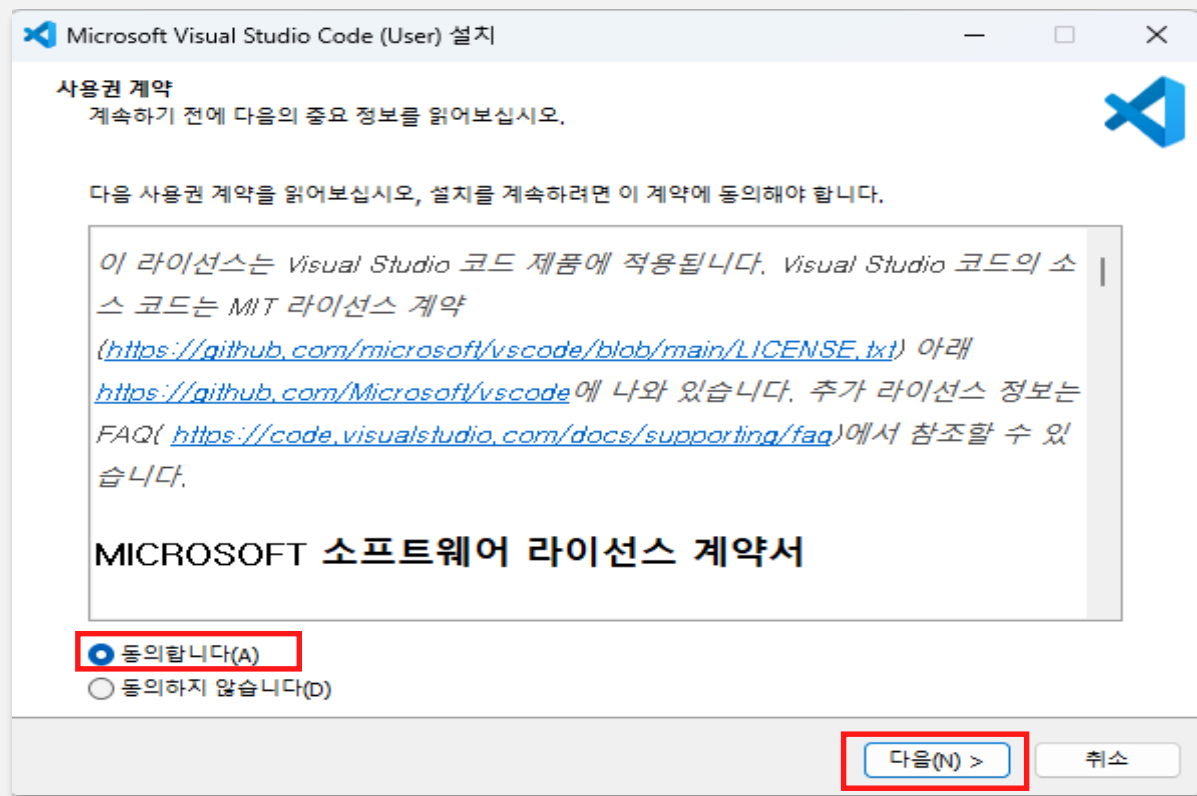 Microsoft Visual Studio Code (User) 설치
사용권 계약
계속하기 전에 다음의 중요 정보를 읽어보십시오.
다음 사용권 계약을 읽어보십시오, 설치를 계속하려면 이 계약에 동의해야 합니다.
이 라이선스는 Visual Studio 코드 제품에 적용됩니다. Visual Studio 코드의 소
스 코드는 MIT 라이선스 계약
(https://github.com/microsoft/vscode/blob/main/LICENSE.txt) 아래
https://github.com/Microsoft/vscode에 나와 있습니다. 추가 라이선스 정보는
FAQ( https://code.visualstudio.com/docs/supporting/faq)에서 참조할 수 있
습니다.
MICROSOFT 소프트웨어 라이선스 계약서
동의합니다(A)
동의하지 않습니다(D)
다음(N) >
취소